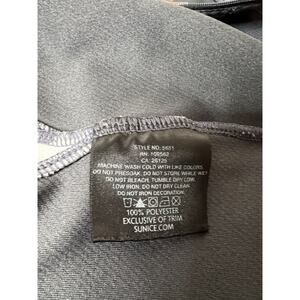 STYLE NO: S651
RN: 109562
CA: 26125
MACHINE WASH COLD WITH LIKE COLORS.
DO NOT PRESOAK. DO NOT STORE WHILE WET
DO NOT BLEACH. TUMBLE DRY LOW.
LOW IRON. DO NOT DRY CLEAN.
DO NOT IRON DECORATION.
100% POLYESTER
EXCLUSIVE OF TRIM
SUNICE.COM